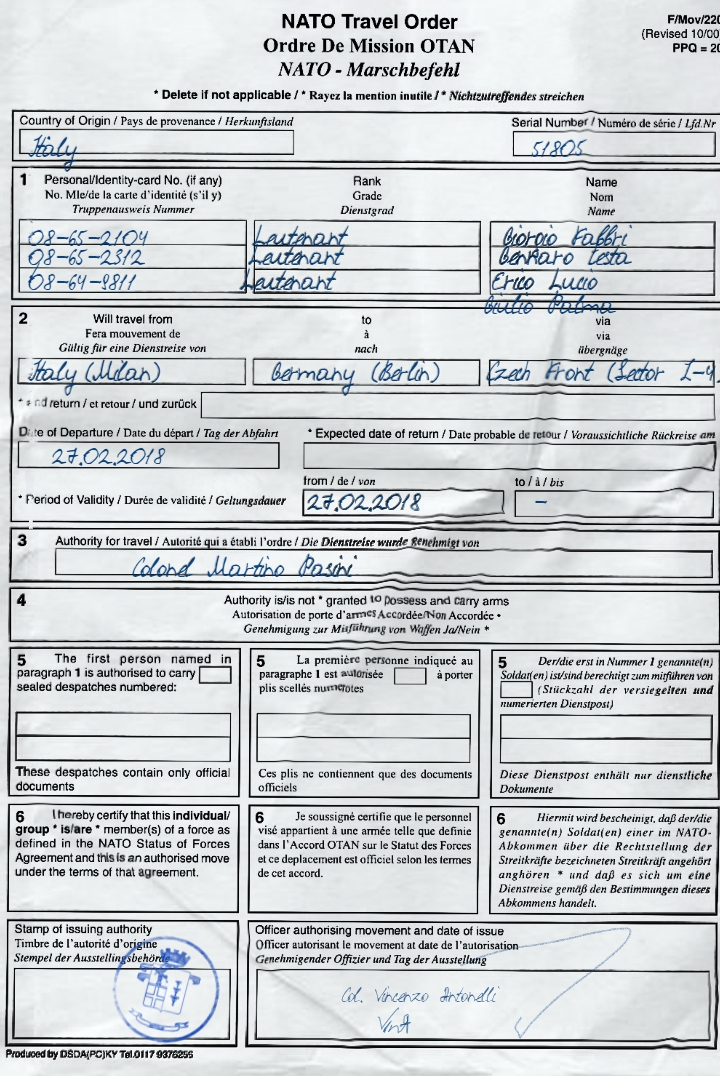 NATO Travel Order
Ordre De Mission OTAN
NATO - Marschbefehl
F/Mov/220
(Revised 10/00
PPQ = 20
* Delete if not applicable / * Rayez la mention inutile / * Nichtzutreffendes streichen
Country of Origin / Pays de provenance / Herkunftsland
Italy
Serial Number / Numéro de série / Lfd.Nr
51805
1 Personal/Identity-card No. (if any)
No. Mle/de la carte d'identité (s'il y)
Truppenausweis Nummer
Rank
Grade
Dienstgrad
Name
Nom
Name
08-65-2104 Leutenant Giorgio Fabbri
08-65-2312 Leutenant Gennaro Testa
08-64-9811 Leutenant Erico Lucio
Giulio Palma
2 Will travel from
Fera mouvement de
Gültig für eine Dienstreise von
to
à
nach
via
via
übergnäge
Italy (Milan) Germany (Berlin) Czech Front (Sector I-4
* and return / et retour / und zurück
Date of Departure / Date du départ / Tag der Abfahrt
27.02.2018
* Expected date of return / Date probable de retour / Voraussichtliche Rückreise am
* Period of Validity / Durée de validité / Geltungsdauer
from / de / von
27.02.2018
to / à / bis
–
3 Authority for travel / Autorité qui a établi l'ordre / Die Dienstreise wurde genehmigt von
Colonel Martino Pasini
4 Authority is/is not * granted to possess and carry arms
Autorisation de porte d'armes Accordée/Non Accordée *
Genehmigung zur Mitführung von Waffen Ja/Nein *
5 The first person named in
paragraph 1 is authorised to carry
sealed despatches numbered:
These despatches contain only official
documents
5 La première personne indiqué au
paragraphe 1 est autorisée à porter
plis scellés numérotes
Ces plis ne contiennent que des documents
officiels
5 Der/die erst in Nummer 1 genannte(n)
Soldat(en) ist/sind berechtigt zum mitführen von
(Stückzahl der versiegelten und
numerierten Dienstpost)
Diese Dienstpost enthält nur dienstliche
Dokumente
6 I hereby certify that this individual/
group * is/are * member(s) of a force as
defined in the NATO Status of Forces
Agreement and this is an authorised move
under the terms of that agreement.
6 Je soussigné certifie que le personnel
visé appartient à une armée telle que definie
dans l'Accord OTAN sur le Statut des Forces
et ce deplacement est officiel selon les termes
de cet accord.
6 Hiermit wird bescheinigt, daß der/die
genannte(n) Soldat(en) einer im NATO-
Abkommen über die Rechtstellung der
Streitkräfte bezeichneten Streitkräft angehört
anghören * und daß es sich um eine
Dienstreise gemäß den Bestimmungen dieses
Abkommens handelt.
Stamp of issuing authority
Timbre de l'autorité d'origine
Stempel der Ausstellingsbehörde
Officer authorising movement and date of issue
Officer autorisant le movement at date de l'autorisation
Genehmigender Offizier und Tag der Ausstellung
Col. Vincenzo Antonelli
VinA
Produced by DSDA(PC)KY Tel.0117 9376256